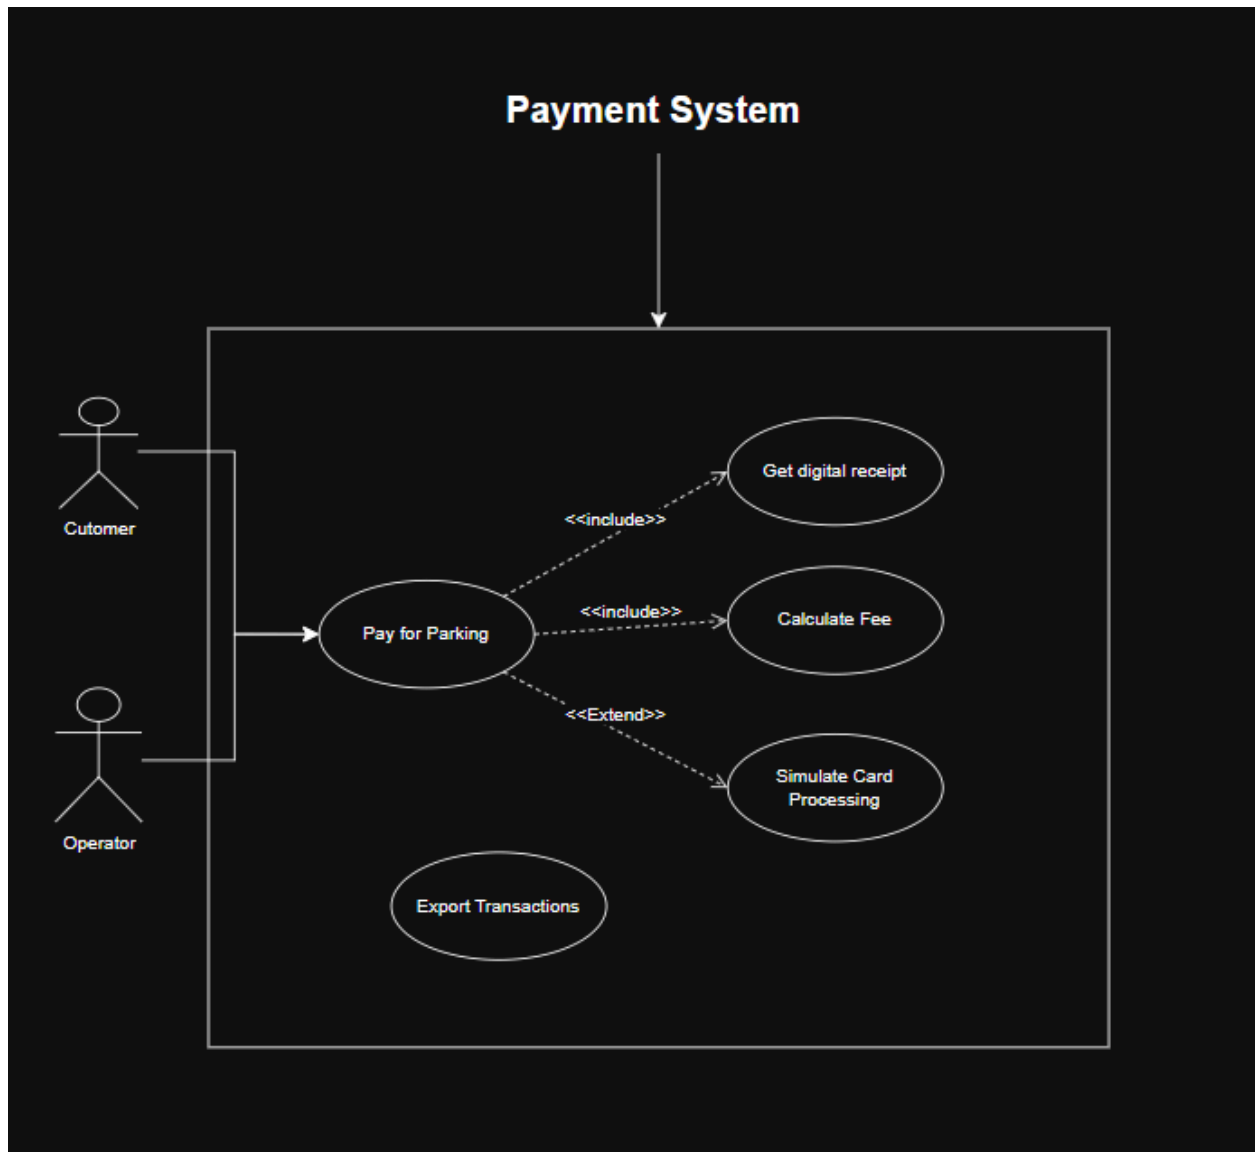 Payment System
Cutomer
Get digital receipt
<<include>>
<<include>>
Calculate Fee
Pay for Parking
<<Extend>>
Simulate Card
Processing
Operator
Export Transactions